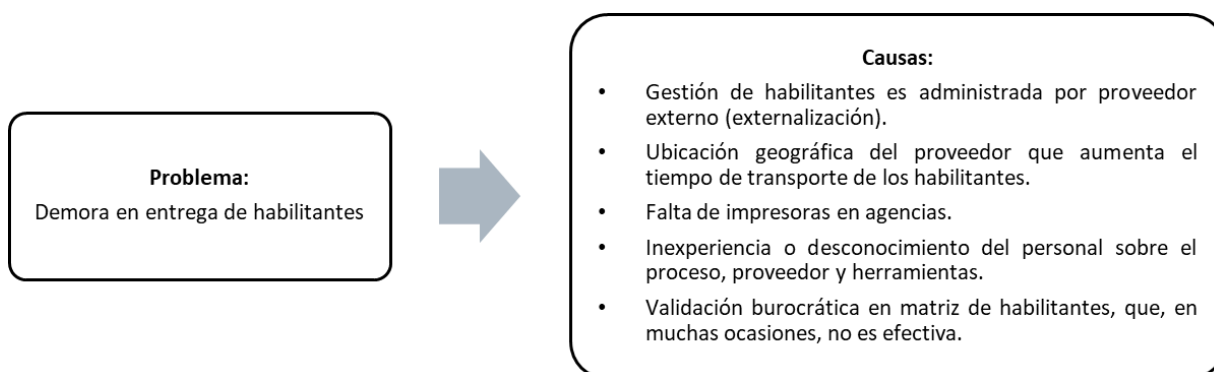 Problema:
Demora en entrega de habilitantes
Causas:
• Gestión de habilitantes es administrada por proveedor
externo (externalización).
• Ubicación geográfica del proveedor que aumenta el
tiempo de transporte de los habilitantes.
• Falta de impresoras en agencias.
• Inexperiencia o desconocimiento del personal sobre el
proceso, proveedor y herramientas.
• Validación burocrática en matriz de habilitantes, que, en
muchas ocasiones, no es efectiva.